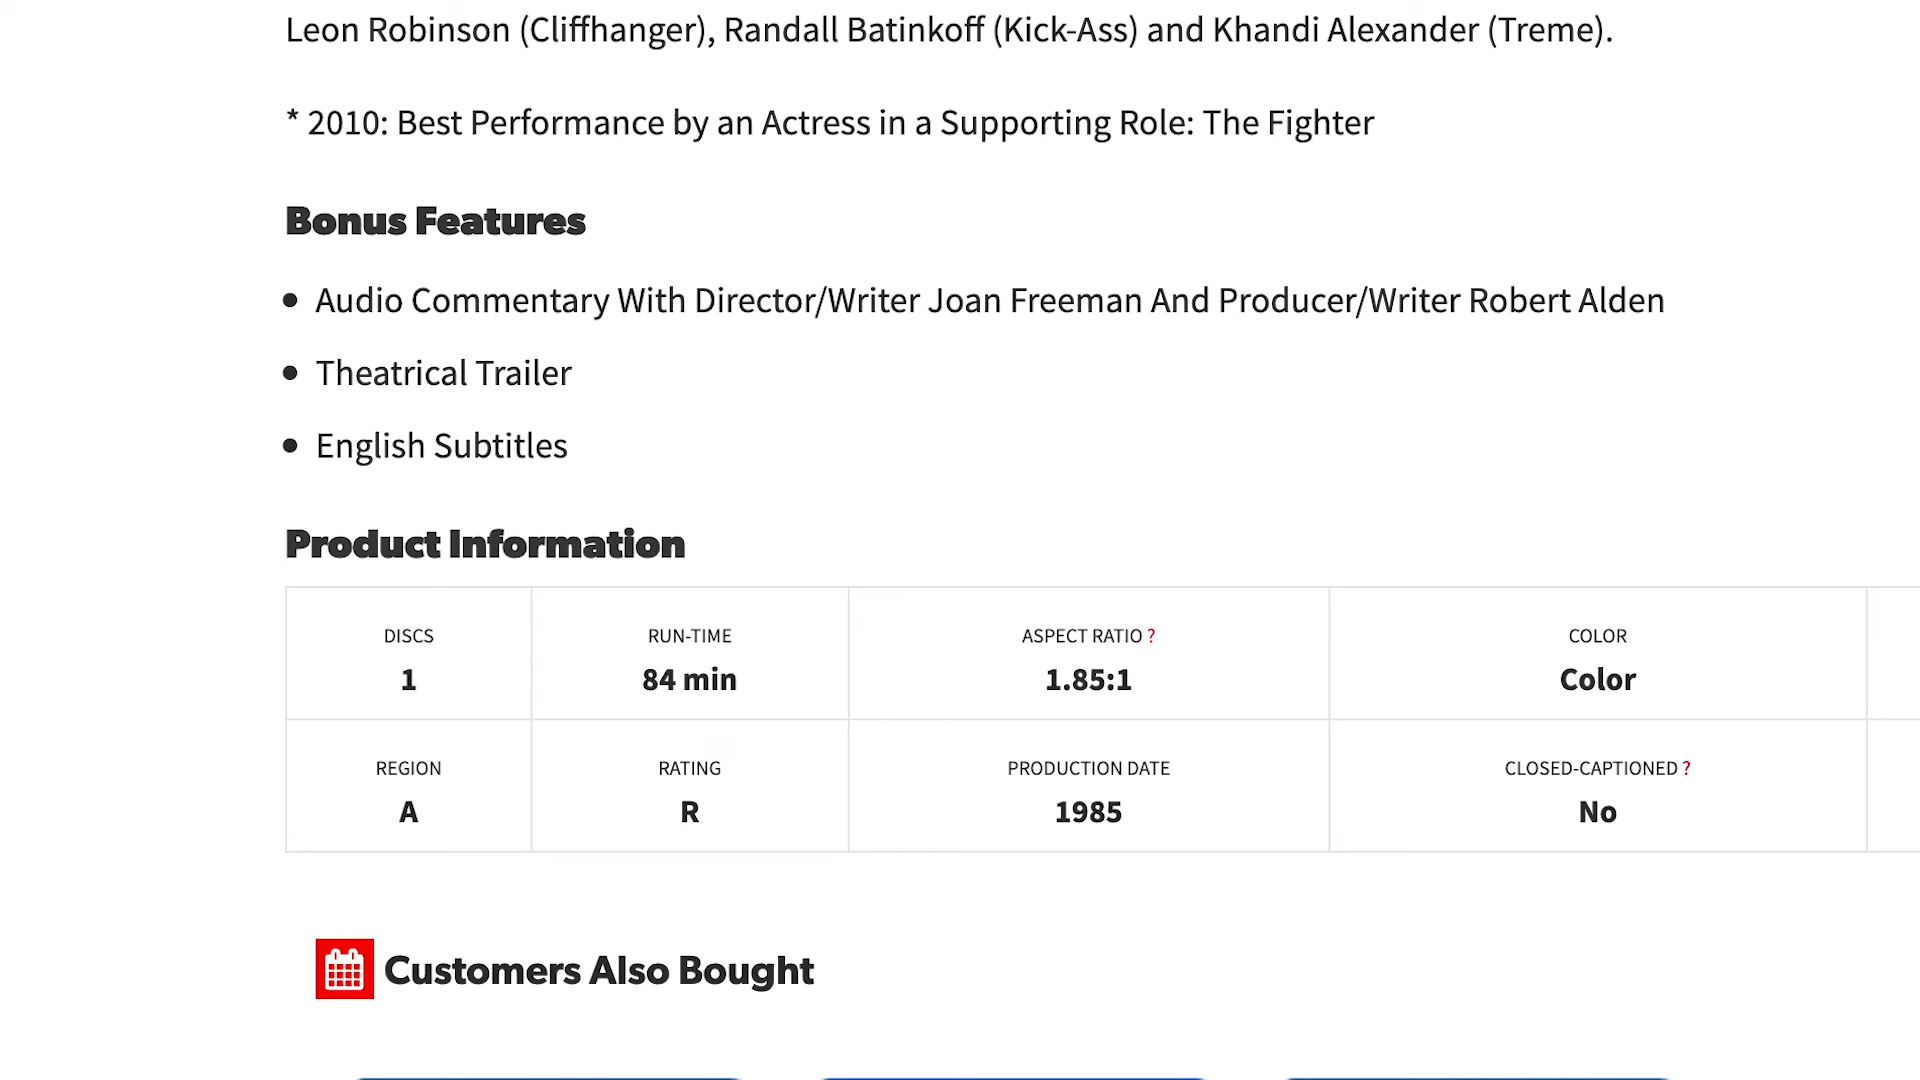 Leon Robinson (Cliffhanger), Randall Batinkoff (Kick-Ass) and Khandi Alexander (Treme).
* 2010: Best Performance by an Actress in a Supporting Role: The Fighter
Bonus Features
• Audio Commentary With Director/Writer Joan Freeman And Producer/Writer Robert Alden
• Theatrical Trailer
• English Subtitles
Product Information
DISCS RUN-TIME ASPECT RATIO ? COLOR
1 84 min 1.85:1 Color
REGION RATING PRODUCTION DATE CLOSED-CAPTIONED ?
A R 1985 No
Customers Also Bought